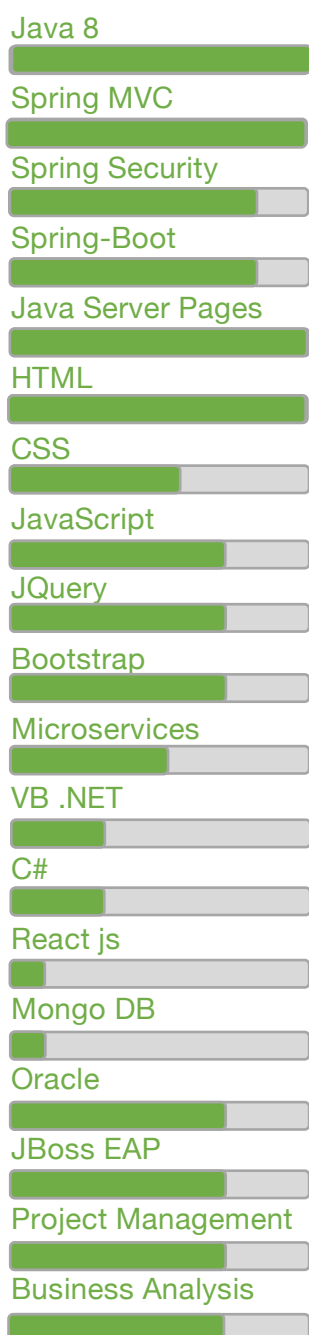 Java 8
Spring MVC
Spring Security
Spring-Boot
Java Server Pages
HTML
CSS
JavaScript
JQuery
Bootstrap
Microservices
VB .NET
C#
React js
Mongo DB
Oracle
JBoss EAP
Project Management
Business Analysis